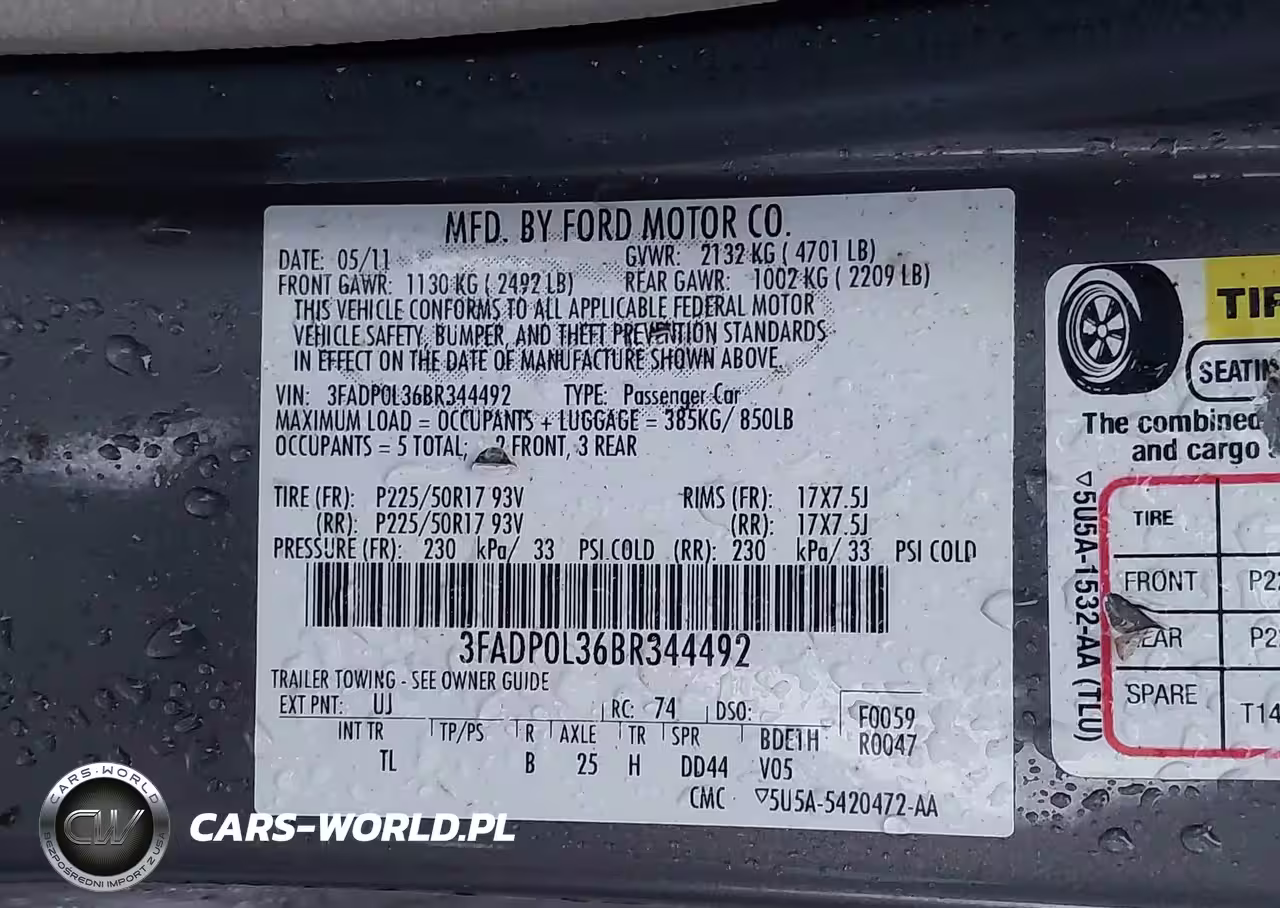 MFD. BY FORD MOTOR CO.
DATE: 05/11 GVWR: 2132 KG ( 4701 LB)
FRONT GAWR: 1130 KG ( 2492 LB) REAR GAWR: 1002 KG ( 2209 LB)
THIS VEHICLE CONFORMS TO ALL APPLICABLE FEDERAL MOTOR
VEHICLE SAFETY, BUMPER, AND THEFT PREVENTION STANDARDS
IN EFFECT ON THE DATE OF MANUFACTURE SHOWN ABOVE.
VIN: 3FADP0L36BR344492 TYPE: Passenger Car
MAXIMUM LOAD = OCCUPANTS + LUGGAGE = 385KG/ 850LB
OCCUPANTS = 5 TOTAL; 2 FRONT, 3 REAR
TIRE (FR): P225/50R17 93V RIMS (FR): 17X7.5J
(RR): P225/50R17 93V (RR): 17X7.5J
PRESSURE (FR): 230 kPa/ 33 PSI.COLD (RR): 230 kPa/ 33 PSI COLD
3FADP0L36BR344492
TRAILER TOWING - SEE OWNER GUIDE
EXT PNT: UJ RC: 74 DSO:
F0059
R0047
INT TR TP/PS R AXLE TR SPR BDE1H
TL B 25 H DD44 V05
CMC ▽5U5A-5420472-AA
TI
SEATIN
The combined
and cargo
▽5U5A-1532-AA (TLU)
TIRE
FRONT P22
EAR P22
SPARE T14
CARS-WORLD
CW
BEZPOŚREDNI IMPORT Z USA
CARS-WORLD.PL